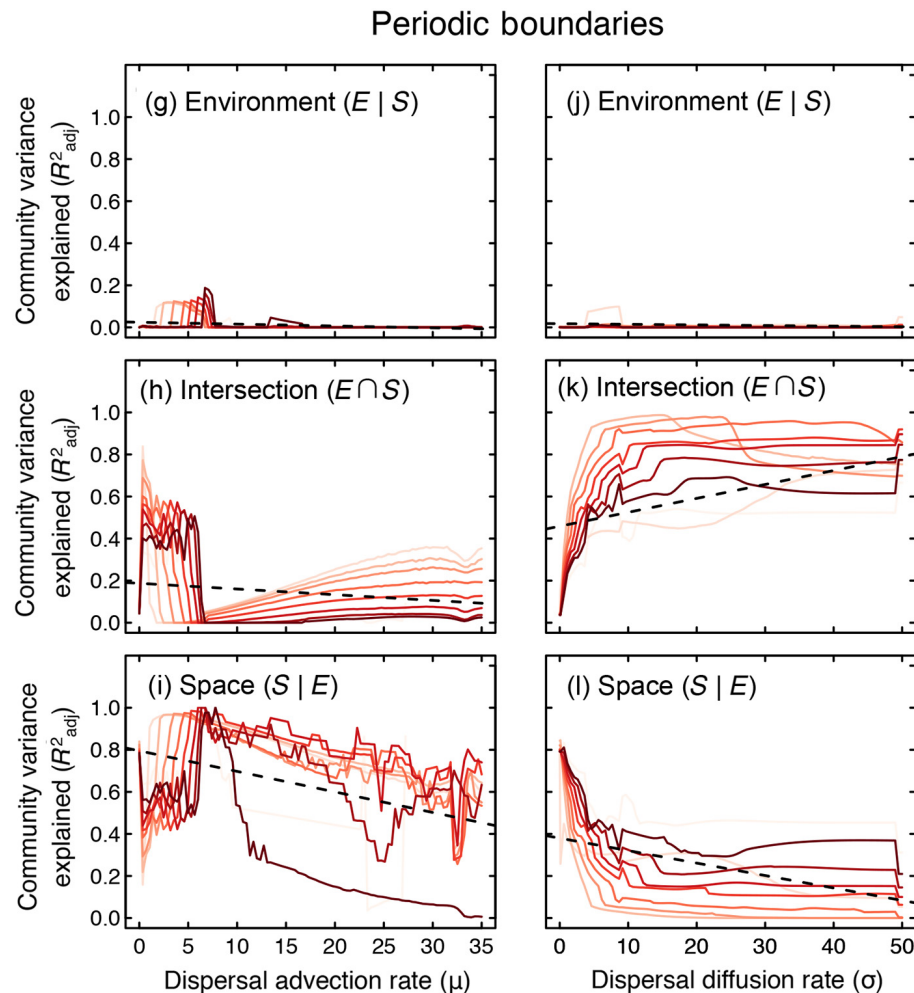 Periodic boundaries
Community variance
explained (R²adj)
1.0
0.8
0.6
0.4
0.2
0.0
(g) Environment (E | S)
(j) Environment (E | S)
Community variance
explained (R²adj)
1.0
0.8
0.6
0.4
0.2
0.0
(h) Intersection (E ∩ S)
(k) Intersection (E ∩ S)
Community variance
explained (R²adj)
1.0
0.8
0.6
0.4
0.2
0.0
(i) Space (S | E)
(l) Space (S | E)
0 5 10 15 20 25 30 35
0 10 20 30 40 50
Dispersal advection rate (μ)
Dispersal diffusion rate (σ)